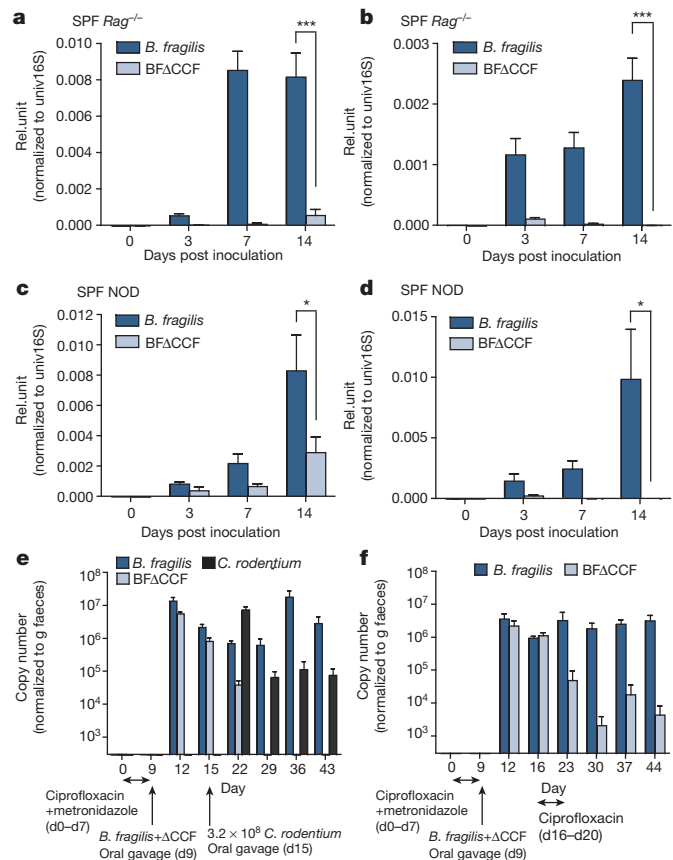 a
SPF Rag–/–
0.010
0.008
0.006
0.004
0.002
0.000
Rel.unit
(normalized to univ16S)
B. fragilis
BFΔCCF
***
0 3 7 14
Days post inoculation
b
SPF Rag–/–
0.003
0.002
0.001
0.000
Rel.unit
(normalized to univ16S)
B. fragilis
BFΔCCF
***
0 3 7 14
Days post inoculation
c
SPF NOD
0.012
0.010
0.008
0.006
0.004
0.002
0.000
Rel.unit
(normalized to univ16S)
B. fragilis
BFΔCCF
*
0 3 7 14
Days post inoculation
d
SPF NOD
0.015
0.010
0.005
0.000
Rel.unit
(normalized to univ16S)
B. fragilis
BFΔCCF
*
0 3 7 14
Days post inoculation
e
B. fragilis
BFΔCCF
C. rodentium
10⁸
10⁷
10⁶
10⁵
10⁴
10³
Copy number
(normalized to g faeces)
0 9 12 15 22 29 36 43
Day
Ciprofloxacin
+metronidazole
(d0–d7)
B. fragilis+ΔCCF
Oral gavage (d9)
3.2 × 10⁸ C. rodentium
Oral gavage (d15)
f
B. fragilis
BFΔCCF
10⁸
10⁷
10⁶
10⁵
10⁴
10³
Copy number
(normalized to g faeces)
0 9 12 16 23 30 37 44
Day
Ciprofloxacin
+metronidazole
(d0–d7)
B. fragilis+ΔCCF
Oral gavage (d9)
Ciprofloxacin
(d16–d20)